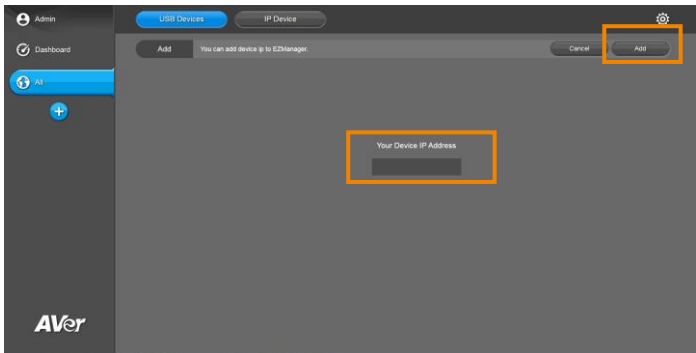 Admin
USB Devices
IP Device
Dashboard
Add
You can add device ip to EZManager.
Cancel
Add
All
Your Device IP Address
AVer